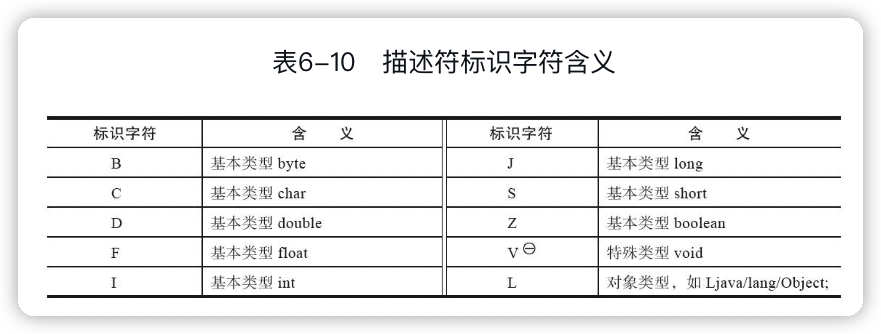 表6–10 描述符标识字符含义
标识字符 含 义 标识字符 含 义
B 基本类型 byte J 基本类型 long
C 基本类型 char S 基本类型 short
D 基本类型 double Z 基本类型 boolean
F 基本类型 float V㊀ 特殊类型 void
I 基本类型 int L 对象类型，如 Ljava/lang/Object;